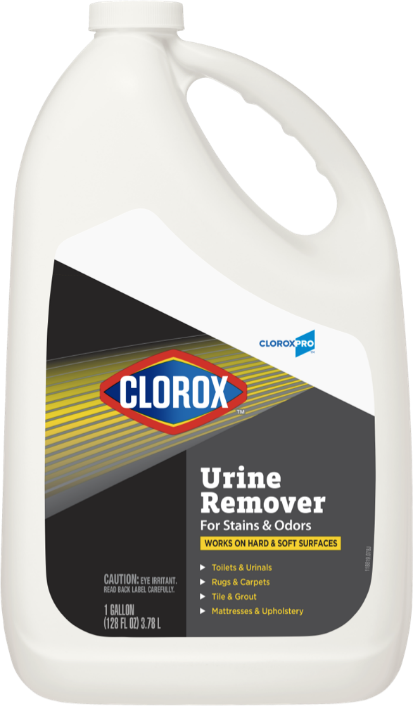 CLOROXPRO
CLOROX™
Urine
Remover
For Stains & Odors
WORKS ON HARD & SOFT SURFACES
▶ Toilets & Urinals
▶ Rugs & Carpets
▶ Tile & Grout
▶ Mattresses & Upholstery
CAUTION: EYE IRRITANT.
READ BACK LABEL CAREFULLY.
1 GALLON
(128 FL OZ) 3.78 L